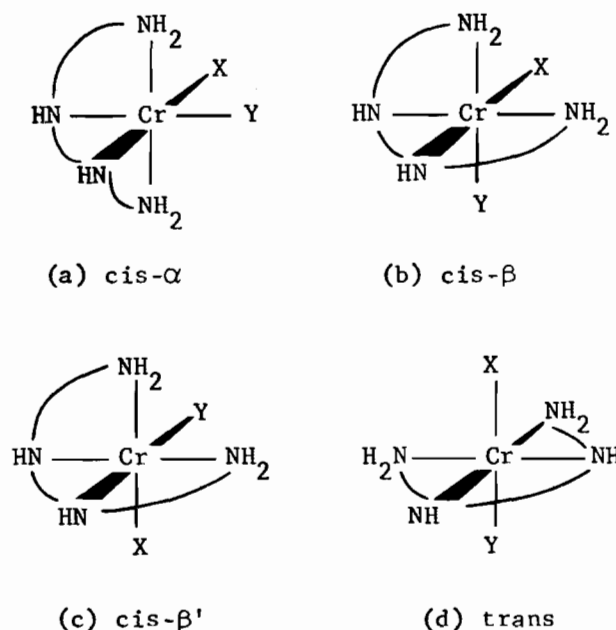 NH2
X
HN Cr Y
HN
NH2
(a) cis-α
NH2
X
HN Cr NH2
HN
Y
(b) cis-β
NH2
Y
HN Cr NH2
HN
X
(c) cis-β'
X
NH2
H2N Cr NH
NH
Y
(d) trans